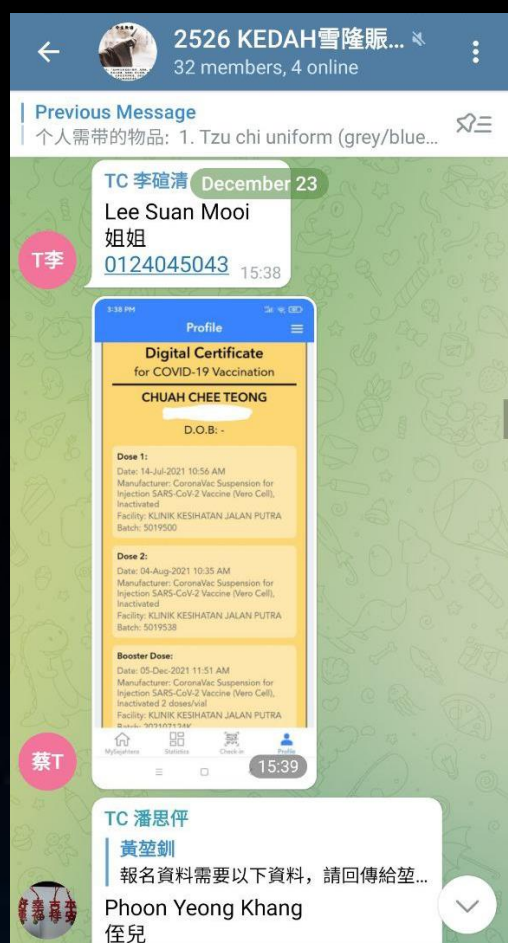 2526 KEDAH雪隆賑...
32 members, 4 online
Previous Message
个人需带的物品: 1. Tzu chi uniform (grey/blue...
December 23
TC 李碹清
Lee Suan Mooi
姐姐
0124045043 15:38
T李
3:38 PM
Profile
Digital Certificate
for COVID-19 Vaccination
CHUAH CHEE TEONG
D.O.B: -
Dose 1:
Date: 14-Jul-2021 10:56 AM
Manufacturer: CoronaVac Suspension for
Injection SARS-CoV-2 Vaccine (Vero Cell),
Inactivated
Facility: KLINIK KESIHATAN JALAN PUTRA
Batch: 5019500
Dose 2:
Date: 04-Aug-2021 10:35 AM
Manufacturer: CoronaVac Suspension for
Injection SARS-CoV-2 Vaccine (Vero Cell),
Inactivated
Facility: KLINIK KESIHATAN JALAN PUTRA
Batch: 5019538
Booster Dose:
Date: 05-Dec-2021 11:51 AM
Manufacturer: CoronaVac Suspension for
Injection SARS-CoV-2 Vaccine (Vero Cell),
Inactivated 2 doses/vial
Facility: KLINIK KESIHATAN JALAN PUTRA
MySejahtera Statistics Check in Profile
15:39
蔡T
TC 潘思伻
黃堃釧
報名資料需要以下資料，請回傳給堃...
Phoon Yeong Khang
侄兒